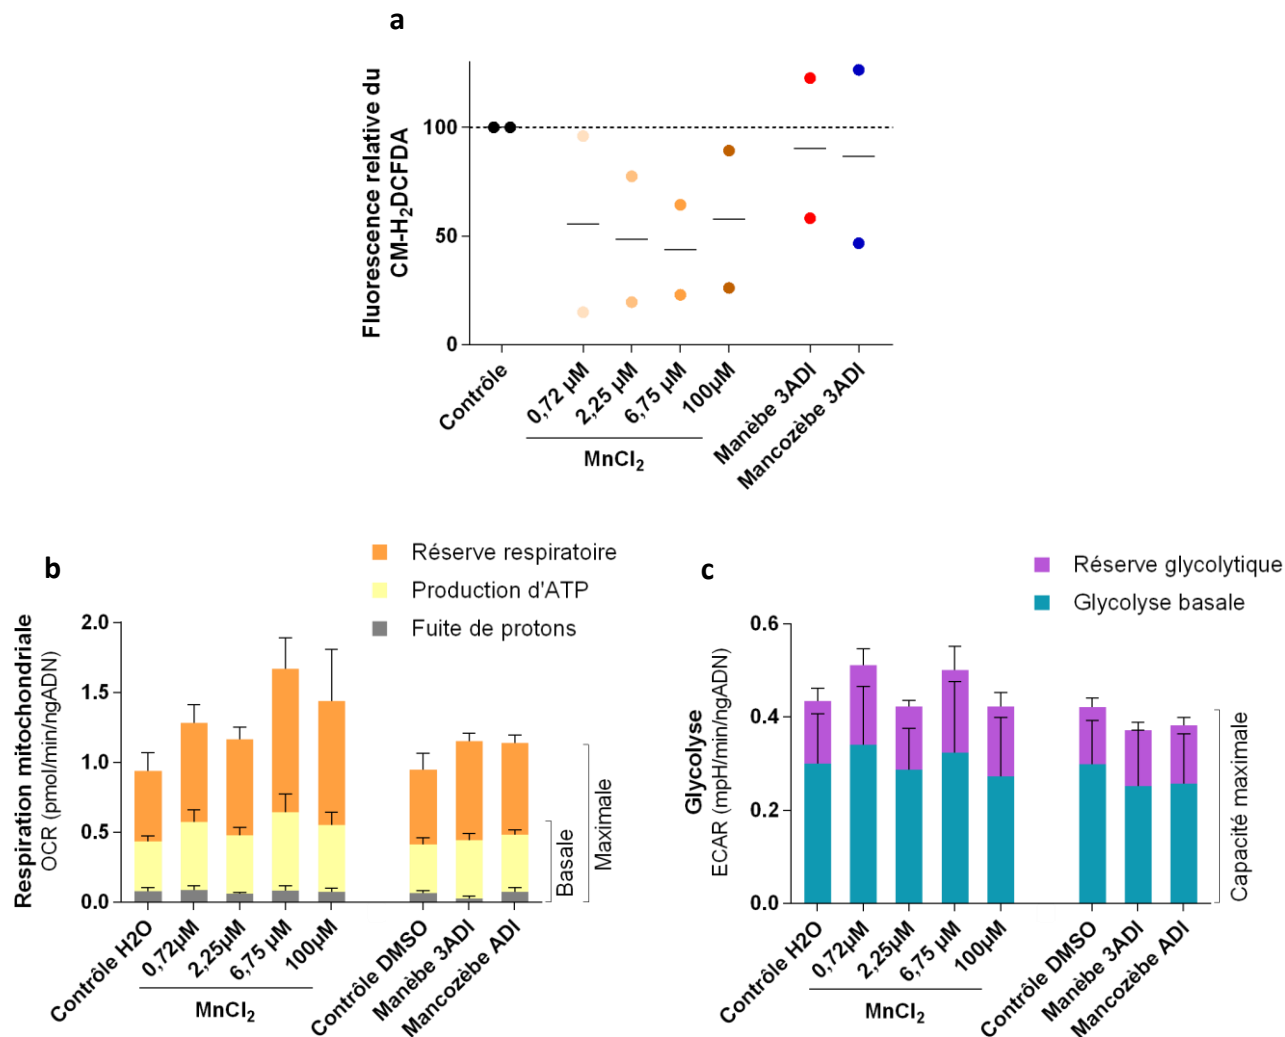 a
Fluorescence relative du
CM-H₂DCFDA
100
50
0
Contrôle
0,72 µM
2,25 µM
6,75 µM
100µM
Manèbe 3ADI
Mancozèbe 3ADI
MnCl₂
b
Réserve respiratoire
Production d'ATP
Fuite de protons
Respiration mitochondriale
OCR (pmol/min/ngADN)
2.0
1.5
1.0
0.5
0.0
Basale
Maximale
Contrôle H2O
0,72µM
2,25µM
6,75 µM
100µM
Contrôle DMSO
Manèbe 3ADI
Mancozèbe ADI
MnCl₂
c
Réserve glycolytique
Glycolyse basale
Glycolyse
ECAR (mpH/min/ngADN)
0.6
0.4
0.2
0.0
Capacité maximale
Contrôle H2O
0,72µM
2,25µM
6,75 µM
100µM
Contrôle DMSO
Manèbe 3ADI
Mancozèbe ADI
MnCl₂